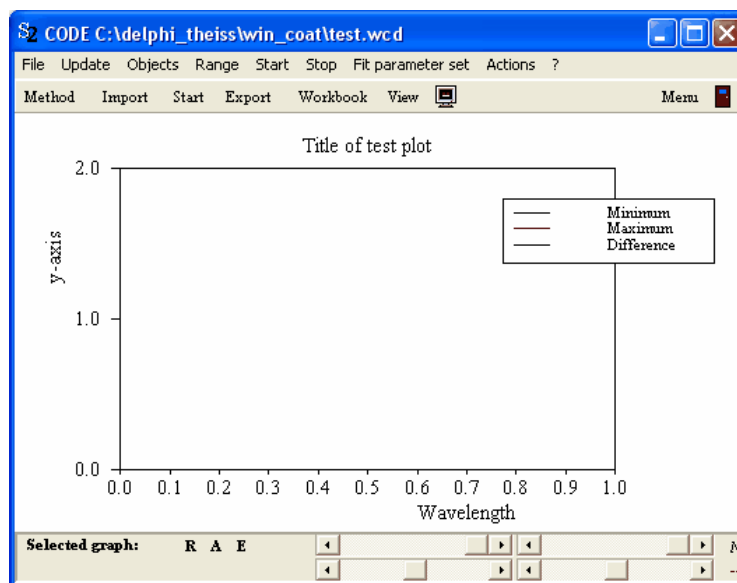 S2 CODE C:\delphi_theiss\win_coat\test.wcd
File Update Objects Range Start Stop Fit parameter set Actions ?
Method Import Start Export Workbook View Menu
Title of test plot
2.0
1.0
0.0
y-axis
Minimum
Maximum
Difference
0.0 0.1 0.2 0.3 0.4 0.5 0.6 0.7 0.8 0.9 1.0
Wavelength
Selected graph: R A E
--